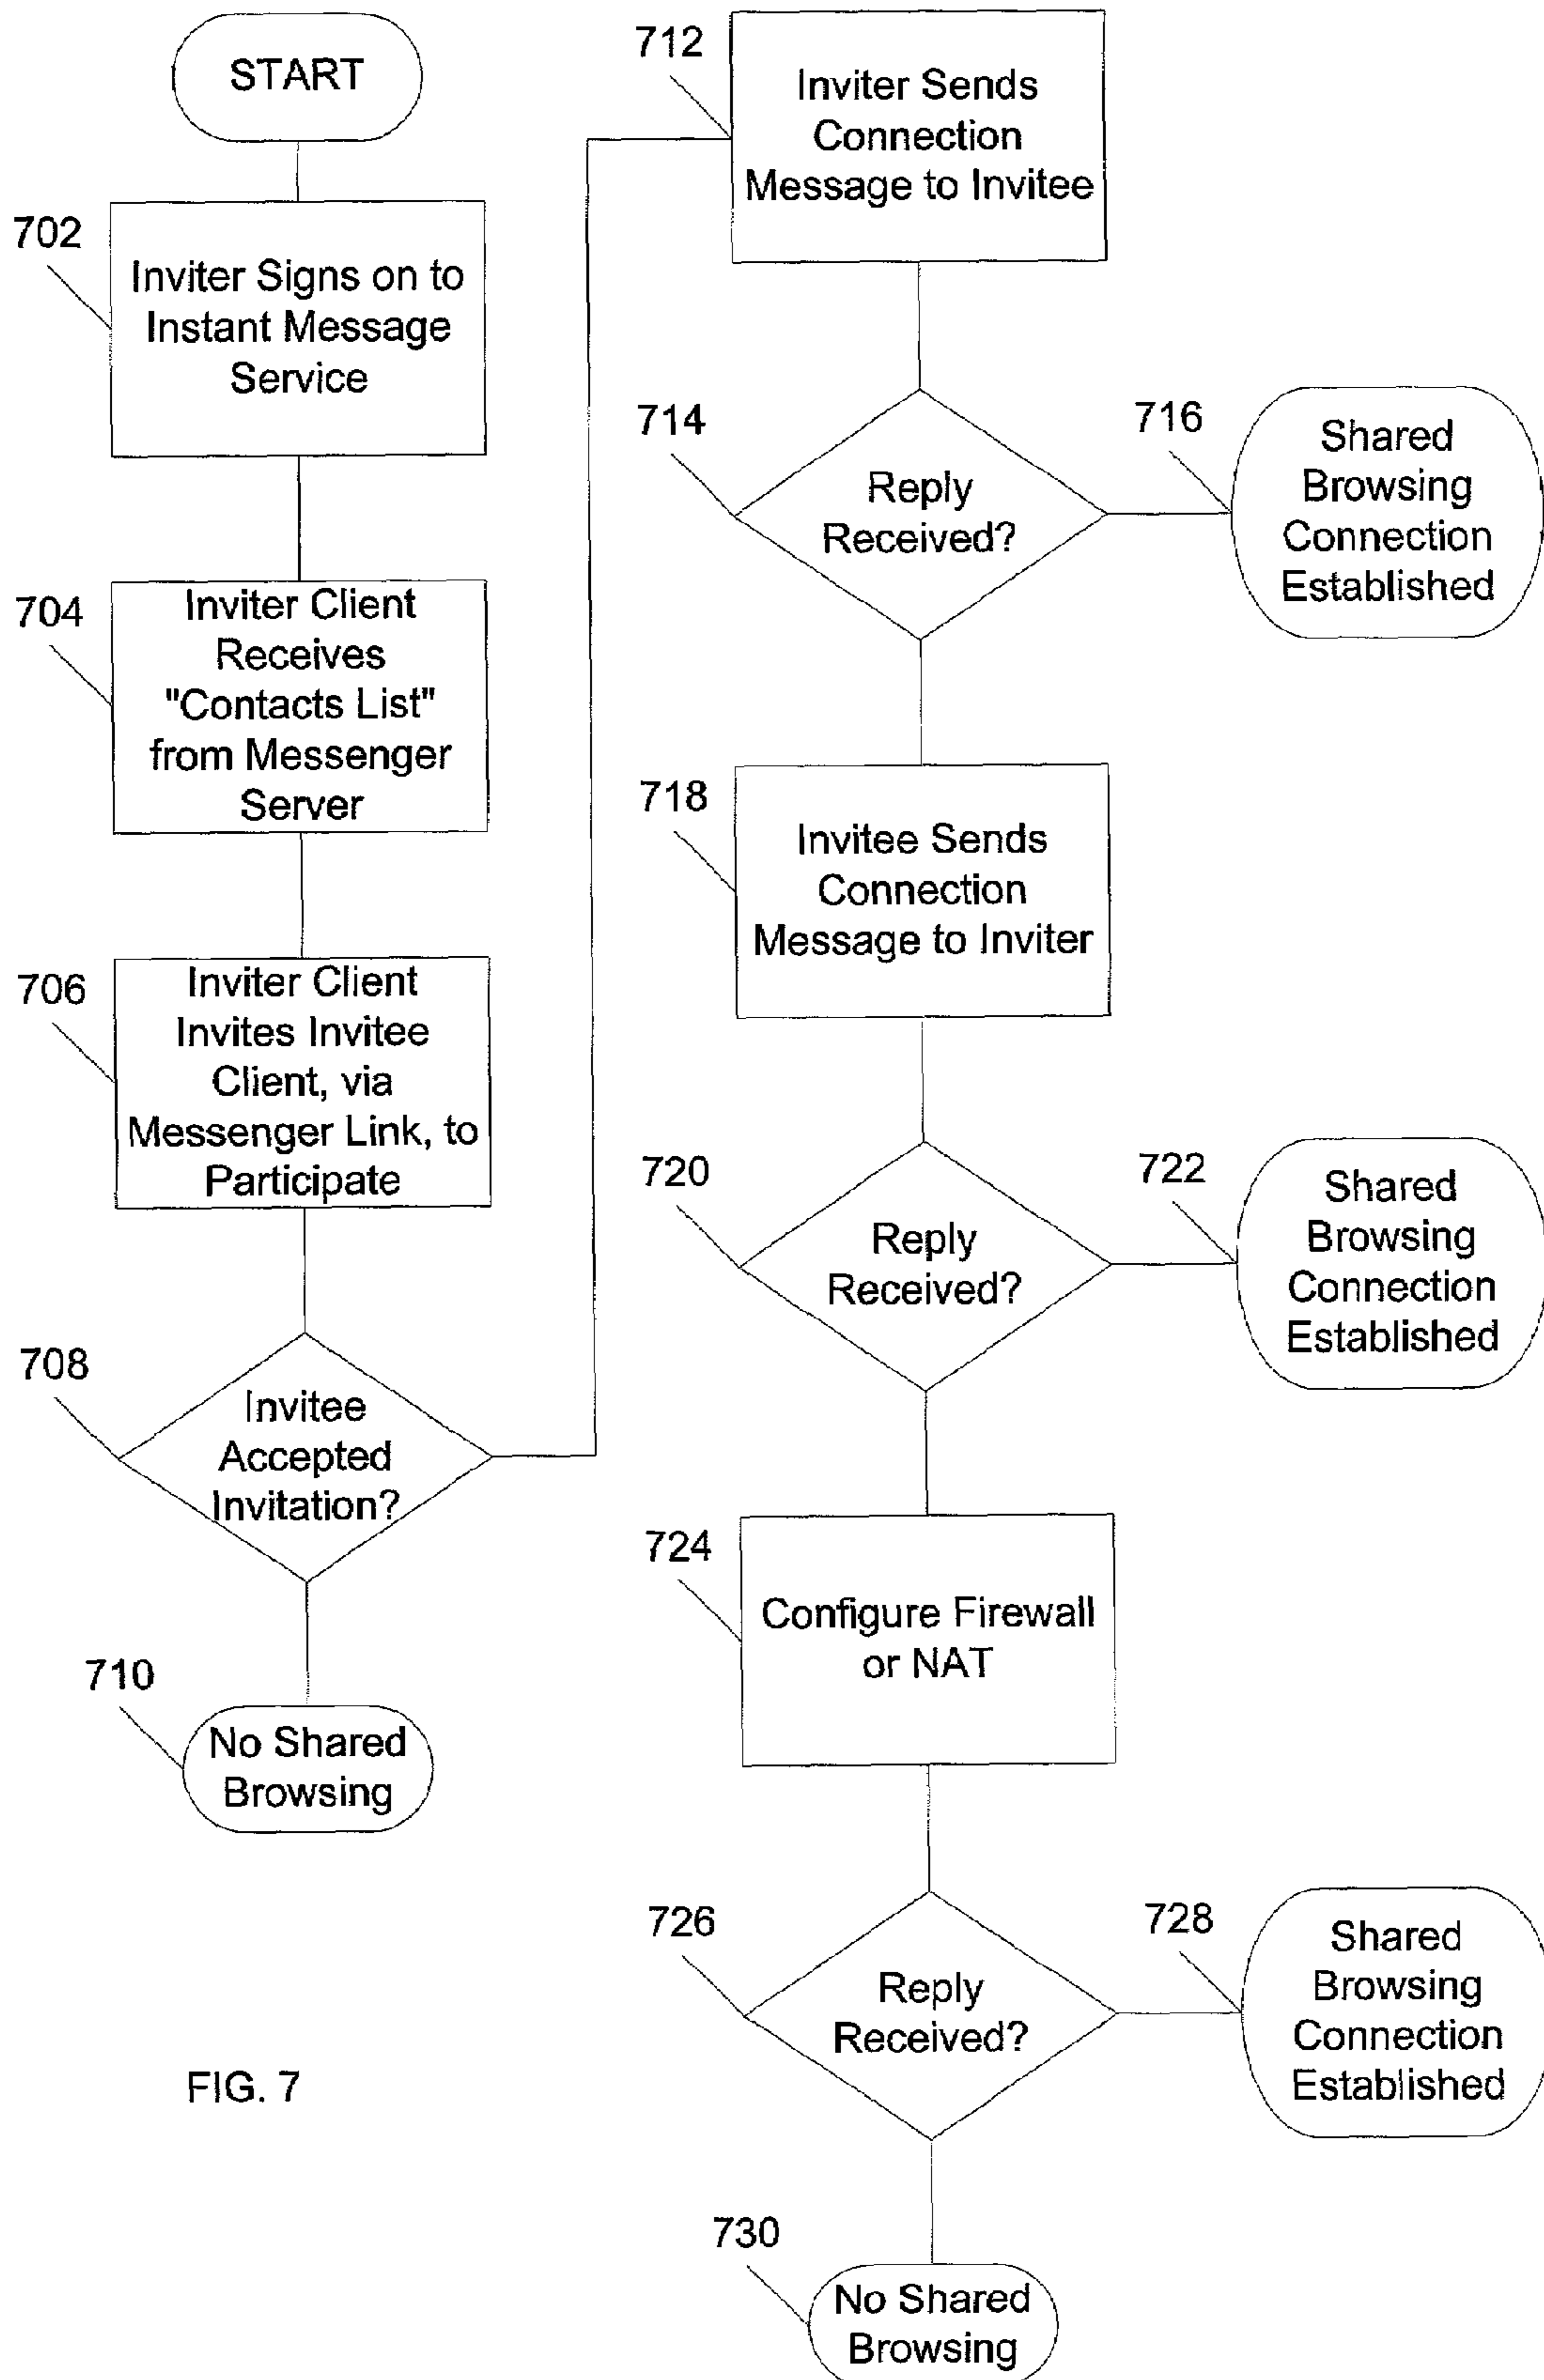 START
702
Inviter Signs on to
Instant Message
Service
704
Inviter Client
Receives
"Contacts List"
from Messenger
Server
706
Inviter Client
Invites Invitee
Client, via
Messenger Link, to
Participate
708
Invitee
Accepted
Invitation?
710
No Shared
Browsing
712
Inviter Sends
Connection
Message to Invitee
714
Reply
Received?
716
Shared
Browsing
Connection
Established
718
Invitee Sends
Connection
Message to Inviter
720
Reply
Received?
722
Shared
Browsing
Connection
Established
724
Configure Firewall
or NAT
726
Reply
Received?
728
Shared
Browsing
Connection
Established
730
No Shared
Browsing
FIG. 7